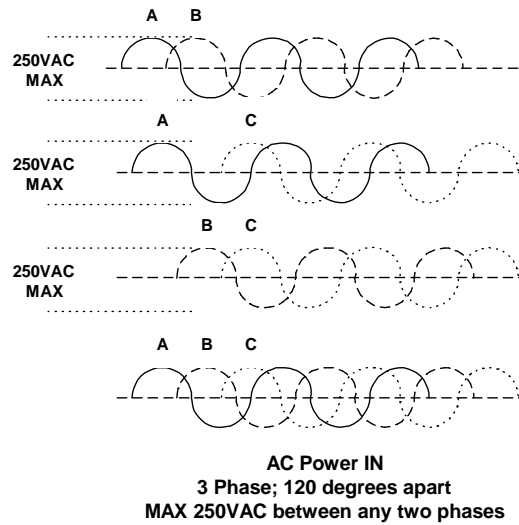 A B
250VAC
MAX
A C
250VAC
MAX
B C
250VAC
MAX
A B C
AC Power IN
3 Phase; 120 degrees apart
MAX 250VAC between any two phases